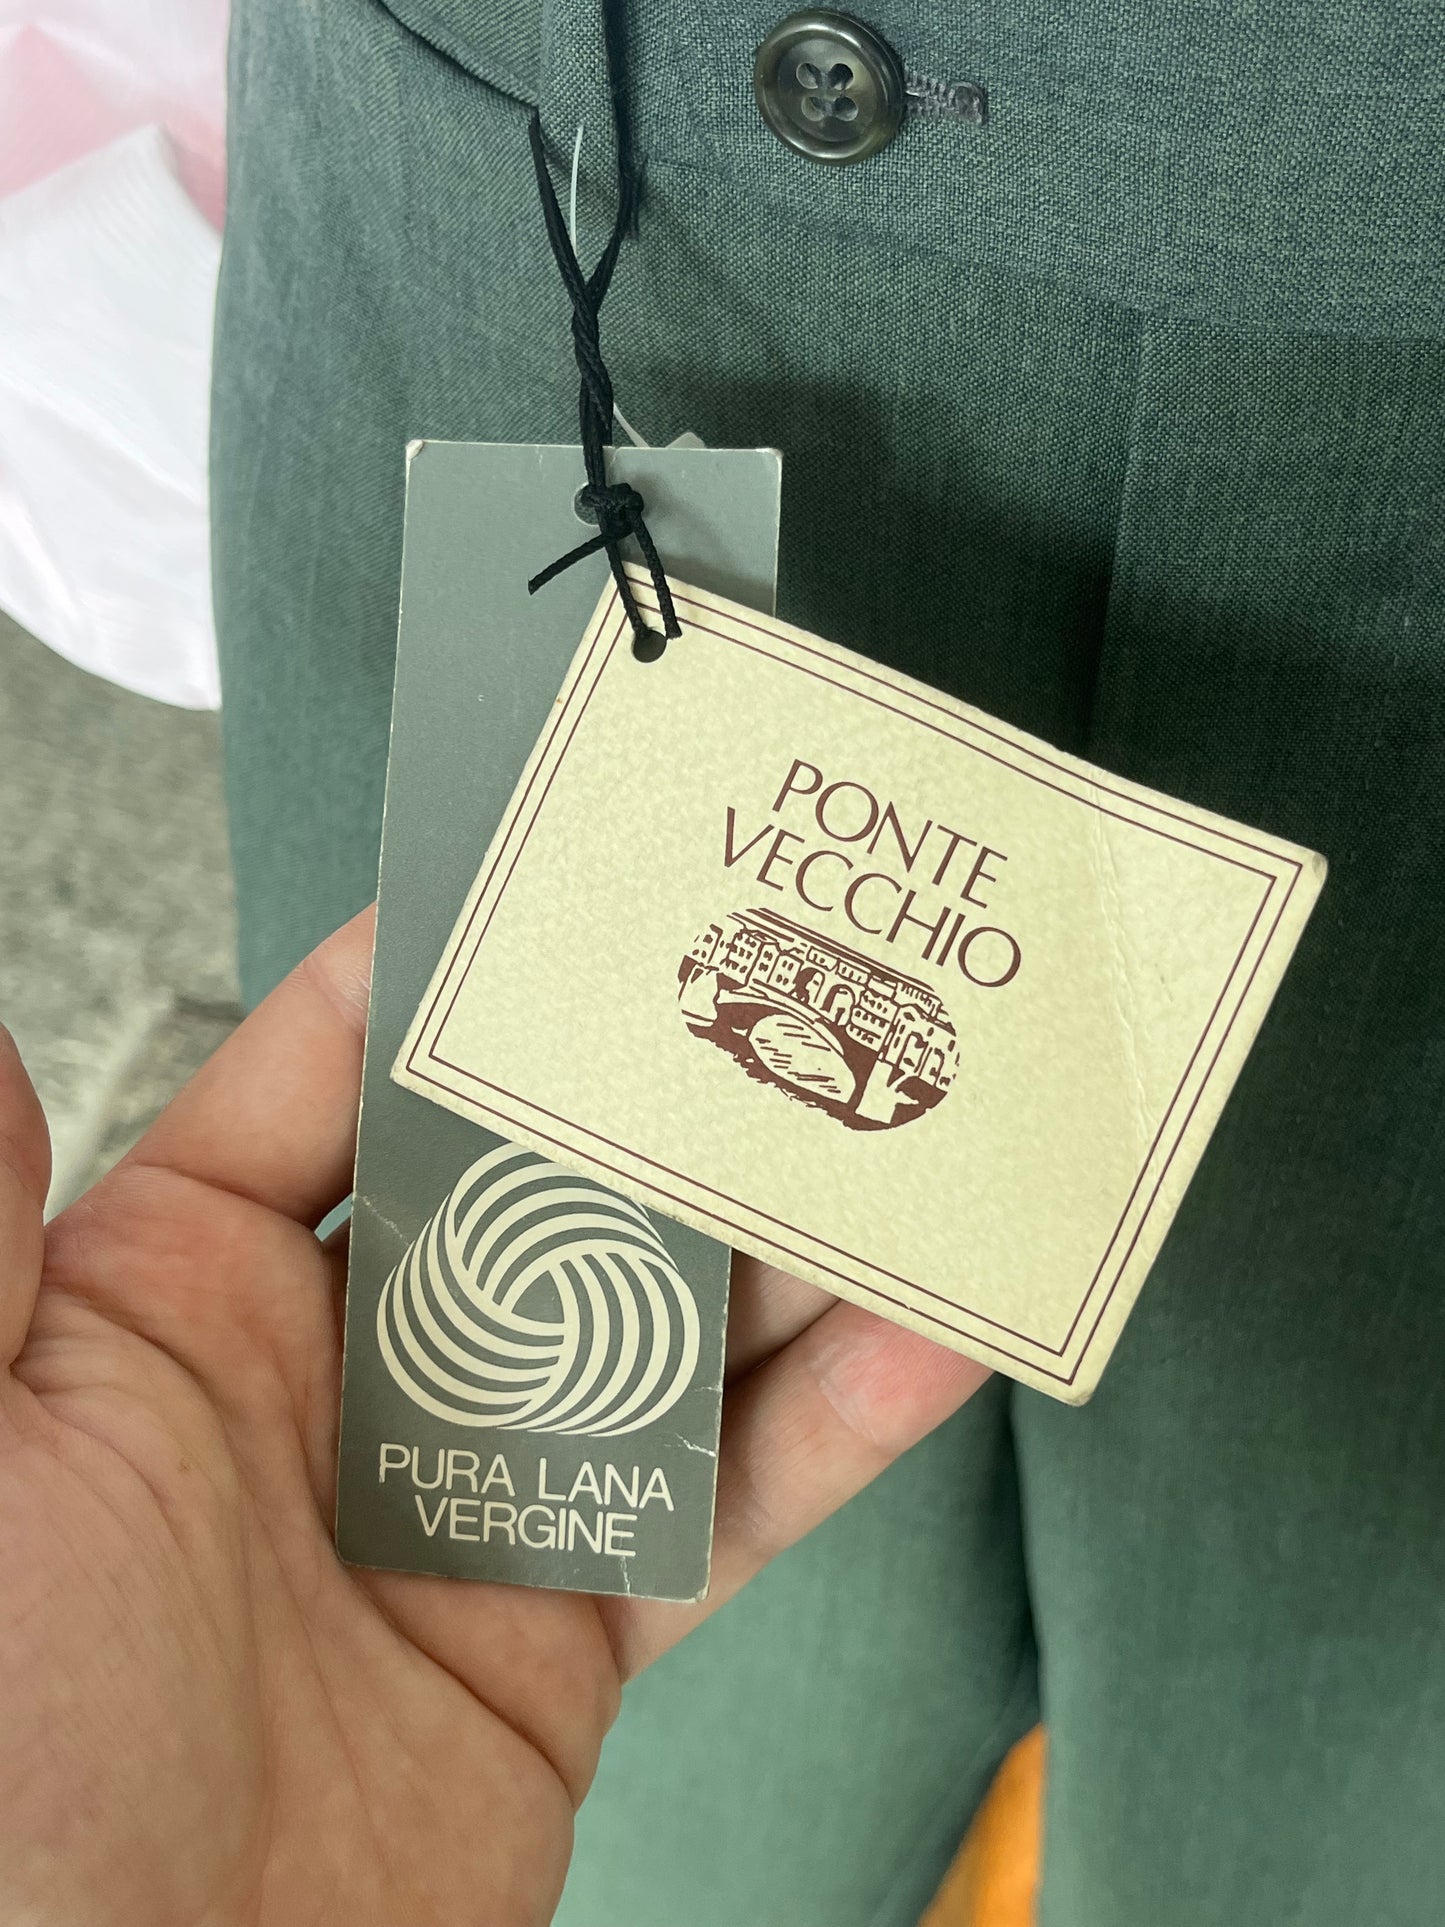 PONTE
VECCHIO
PURA LANA
VERGINE